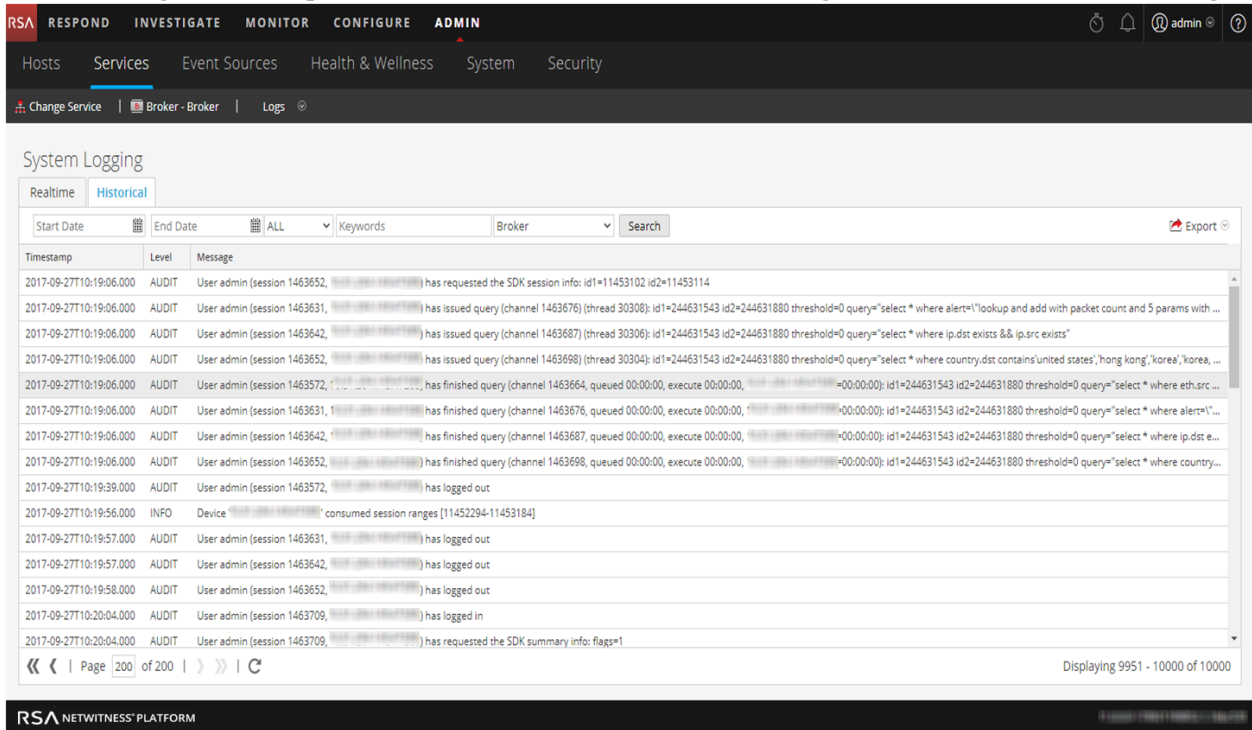 RSA RESPOND INVESTIGATE MONITOR CONFIGURE ADMIN admin ?
Hosts Services Event Sources Health & Wellness System Security
Change Service | Broker - Broker | Logs
System Logging
Realtime Historical
Start Date End Date ALL Keywords Broker Search Export
Timestamp Level Message
2017-09-27T10:19:06.000 AUDIT User admin (session 1463652, ) has requested the SDK session info: id1=11453102 id2=11453114
2017-09-27T10:19:06.000 AUDIT User admin (session 1463631, ) has issued query (channel 1463676) (thread 30308): id1=244631543 id2=244631880 threshold=0 query="select * where alert=\"lookup and add with packet count and 5 params with ...
2017-09-27T10:19:06.000 AUDIT User admin (session 1463642, ) has issued query (channel 1463687) (thread 30306): id1=244631543 id2=244631880 threshold=0 query="select * where ip.dst exists && ip.src exists"
2017-09-27T10:19:06.000 AUDIT User admin (session 1463652, ) has issued query (channel 1463698) (thread 30304): id1=244631543 id2=244631880 threshold=0 query="select * where country.dst contains'united states','hong kong','korea','korea, ...
2017-09-27T10:19:06.000 AUDIT User admin (session 1463572, has finished query (channel 1463664, queued 00:00:00, execute 00:00:00, =00:00:00): id1=244631543 id2=244631880 threshold=0 query="select * where eth.src ...
2017-09-27T10:19:06.000 AUDIT User admin (session 1463631, has finished query (channel 1463676, queued 00:00:00, execute 00:00:00, =00:00:00): id1=244631543 id2=244631880 threshold=0 query="select * where alert=\"...
2017-09-27T10:19:06.000 AUDIT User admin (session 1463642, has finished query (channel 1463687, queued 00:00:00, execute 00:00:00, =00:00:00): id1=244631543 id2=244631880 threshold=0 query="select * where ip.dst e...
2017-09-27T10:19:06.000 AUDIT User admin (session 1463652, ) has finished query (channel 1463698, queued 00:00:00, execute 00:00:00, =00:00:00): id1=244631543 id2=244631880 threshold=0 query="select * where country...
2017-09-27T10:19:39.000 AUDIT User admin (session 1463572, ) has logged out
2017-09-27T10:19:56.000 INFO Device ' ' consumed session ranges [11452294-11453184]
2017-09-27T10:19:57.000 AUDIT User admin (session 1463631, ) has logged out
2017-09-27T10:19:57.000 AUDIT User admin (session 1463642, ) has logged out
2017-09-27T10:19:58.000 AUDIT User admin (session 1463652, ) has logged out
2017-09-27T10:20:04.000 AUDIT User admin (session 1463709, ) has logged in
2017-09-27T10:20:04.000 AUDIT User admin (session 1463709, ) has requested the SDK summary info: flags=1
Page 200 of 200 Displaying 9951 - 10000 of 10000
RSA NETWITNESS® PLATFORM